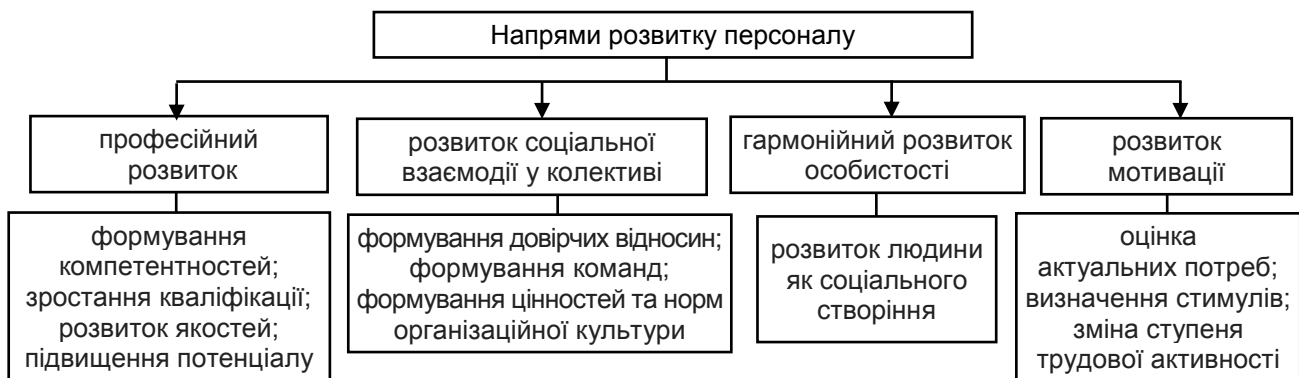 Напрями розвитку персоналу
професійний
розвиток
розвиток соціальної
взаємодії у колективі
гармонійний розвиток
особистості
розвиток
мотивації
формування
компетентностей;
зростання кваліфікації;
розвиток якостей;
підвищення потенціалу
формування довірчих відносин;
формування команд;
формування цінностей та норм
організаційної культури
розвиток людини
як соціального
створіння
оцінка
актуальних потреб;
визначення стимулів;
зміна ступеня
трудової активності